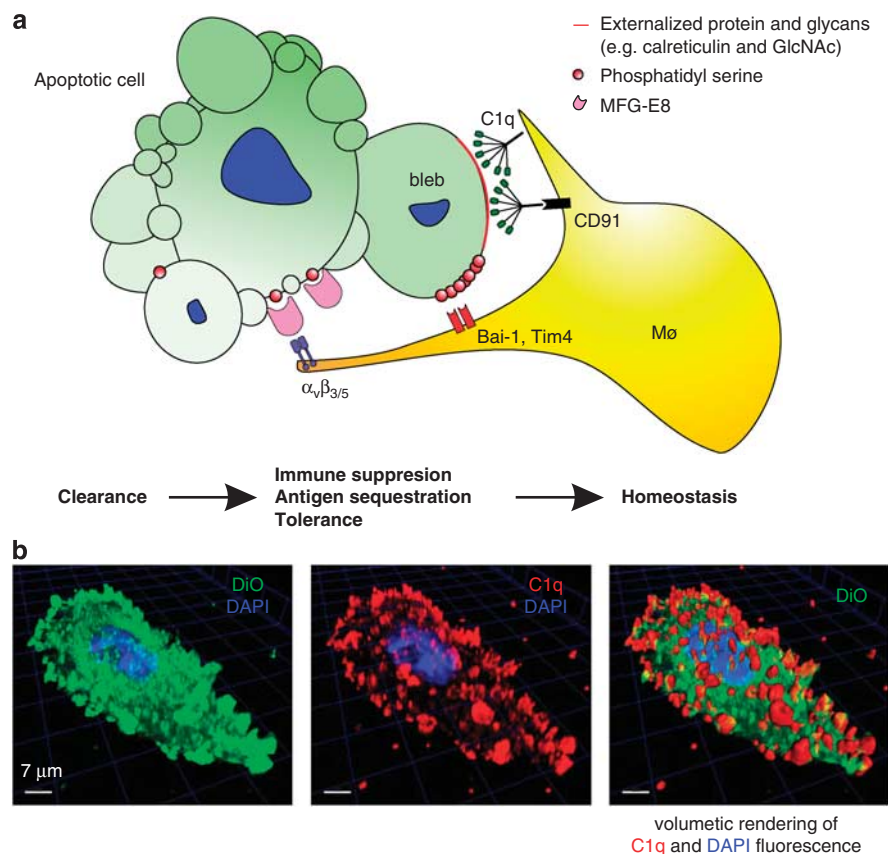 a
Externalized protein and glycans
(e.g. calreticulin and GlcNAc)
Phosphatidyl serine
MFG-E8
Apoptotic cell
C1q
bleb
CD91
Bai-1, Tim4
Mø
αvβ3/5
Clearance
Immune suppresion
Antigen sequestration
Tolerance
Homeostasis
b
DiO
DAPI
7 μm
C1q
DAPI
DiO
volumetic rendering of
C1q and DAPI fluorescence